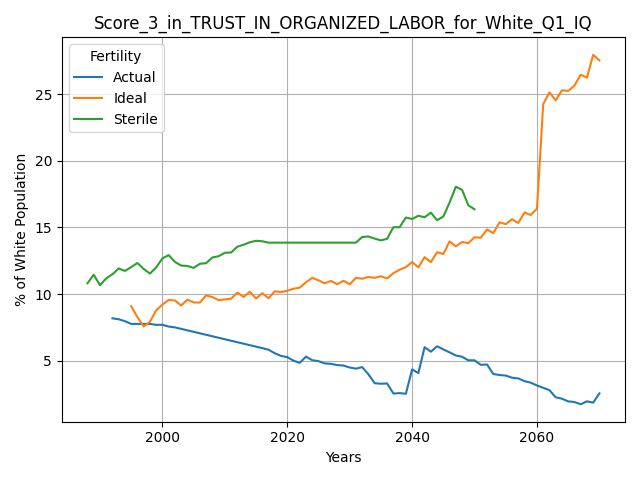 Score_3_in_TRUST_IN_ORGANIZED_LABOR_for_White_Q1_IQ
Fertility
Actual
Ideal
Sterile
% of White Population
25
20
15
10
5
2000
2020
2040
2060
Years